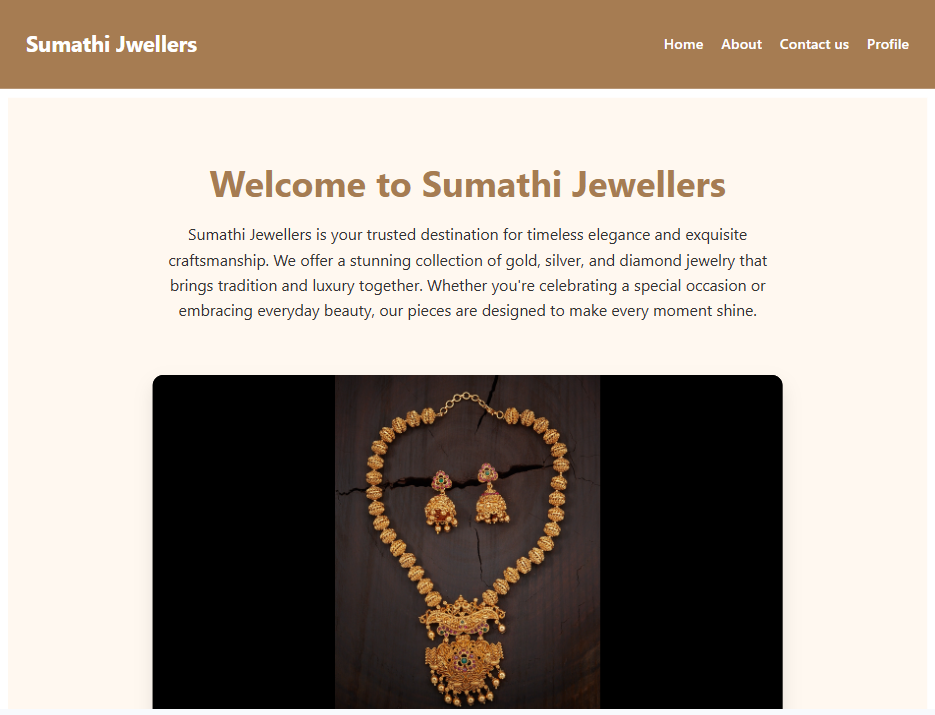 Sumathi Jwellers
Home About Contact us Profile
Welcome to Sumathi Jewellers
Sumathi Jewellers is your trusted destination for timeless elegance and exquisite
craftsmanship. We offer a stunning collection of gold, silver, and diamond jewelry that
brings tradition and luxury together. Whether you're celebrating a special occasion or
embracing everyday beauty, our pieces are designed to make every moment shine.